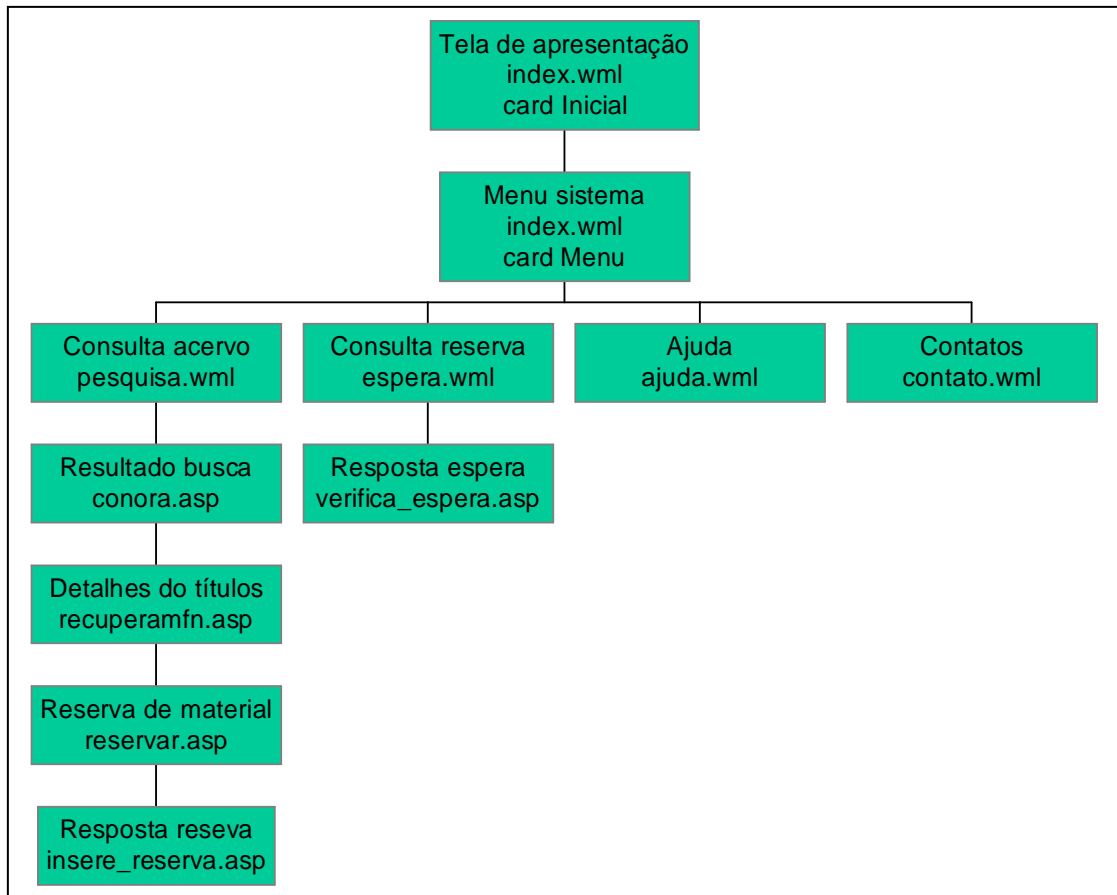 Tela de apresentação
index.wml
card Inicial
Menu sistema
index.wml
card Menu
Consulta acervo
pesquisa.wml
Consulta reserva
espera.wml
Ajuda
ajuda.wml
Contatos
contato.wml
Resultado busca
conora.asp
Resposta espera
verifica_espera.asp
Detalhes do títulos
recuperamfn.asp
Reserva de material
reservar.asp
Resposta reseva
insere_reserva.asp